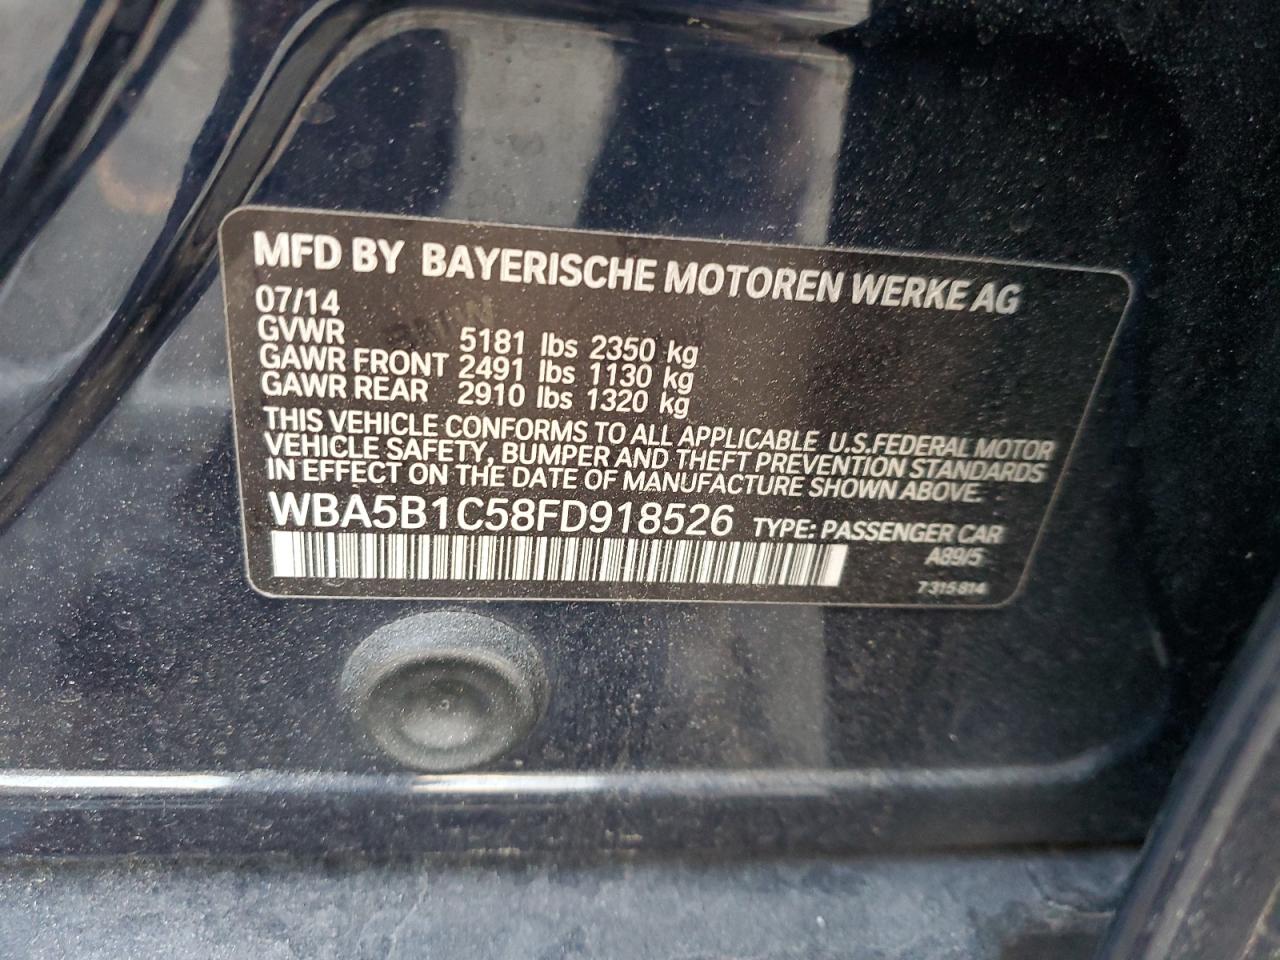 MFD BY BAYERISCHE MOTOREN WERKE AG
07/14
GVWR 5181 lbs 2350 kg
GAWR FRONT 2491 lbs 1130 kg
GAWR REAR 2910 lbs 1320 kg
THIS VEHICLE CONFORMS TO ALL APPLICABLE U.S.FEDERAL MOTOR
VEHICLE SAFETY, BUMPER AND THEFT PREVENTION STANDARDS
IN EFFECT ON THE DATE OF MANUFACTURE SHOWN ABOVE.
WBA5B1C58FD918526 TYPE: PASSENGER CAR
A89/5
7315814